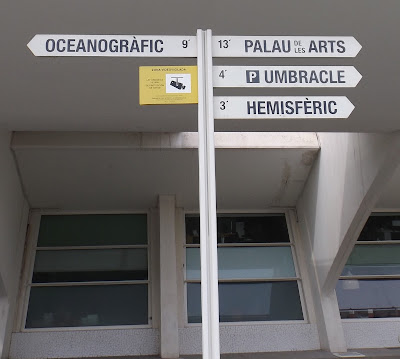 OCEANOGRÀFIC 9'
13' PALAU DE LES ARTS
4' P UMBRACLE
3' HEMISFÈRIC